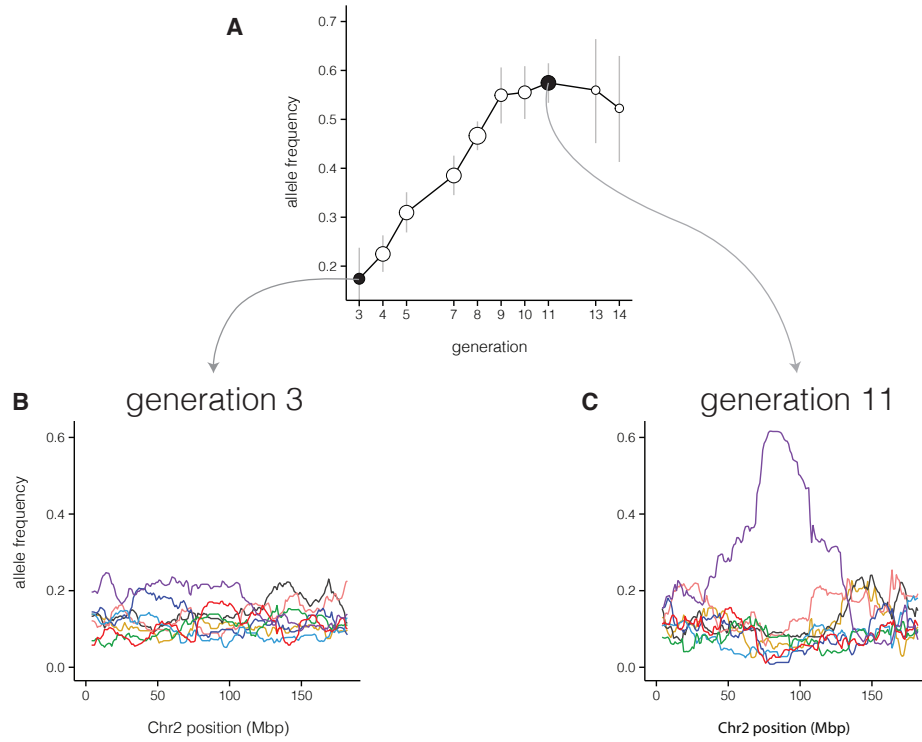 A
0.7
0.6
0.5
0.4
0.3
0.2
allele frequency
3 4 5 7 8 9 10 11 13 14
generation
B generation 3
0.6
0.4
0.2
0.0
allele frequency
0 50 100 150
Chr2 position (Mbp)
C generation 11
0.6
0.4
0.2
0.0
0 50 100 150
Chr2 position (Mbp)